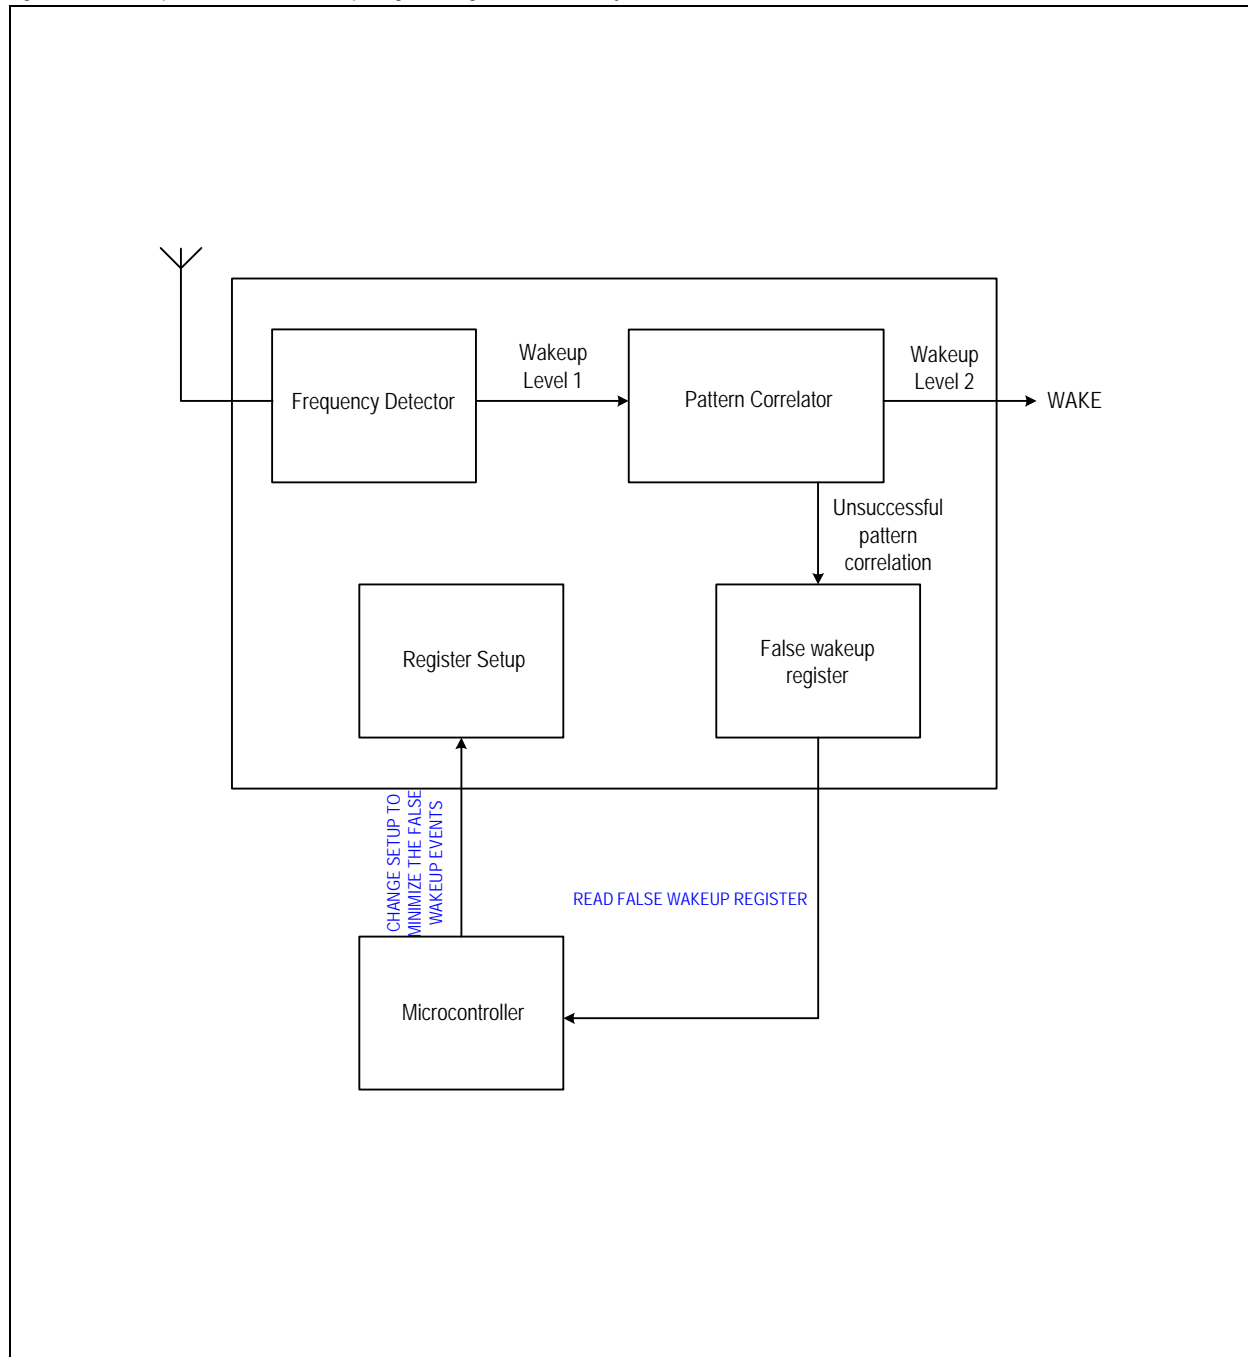 Wakeup
Level 1
Wakeup
Level 2
Frequency Detector
Pattern Correlator
WAKE
Unsuccessful
pattern
correlation
Register Setup
False wakeup
register
CHANGE SETUP TO
MINIMIZE THE FALSE
WAKEUP EVENTS
READ FALSE WAKEUP REGISTER
Microcontroller